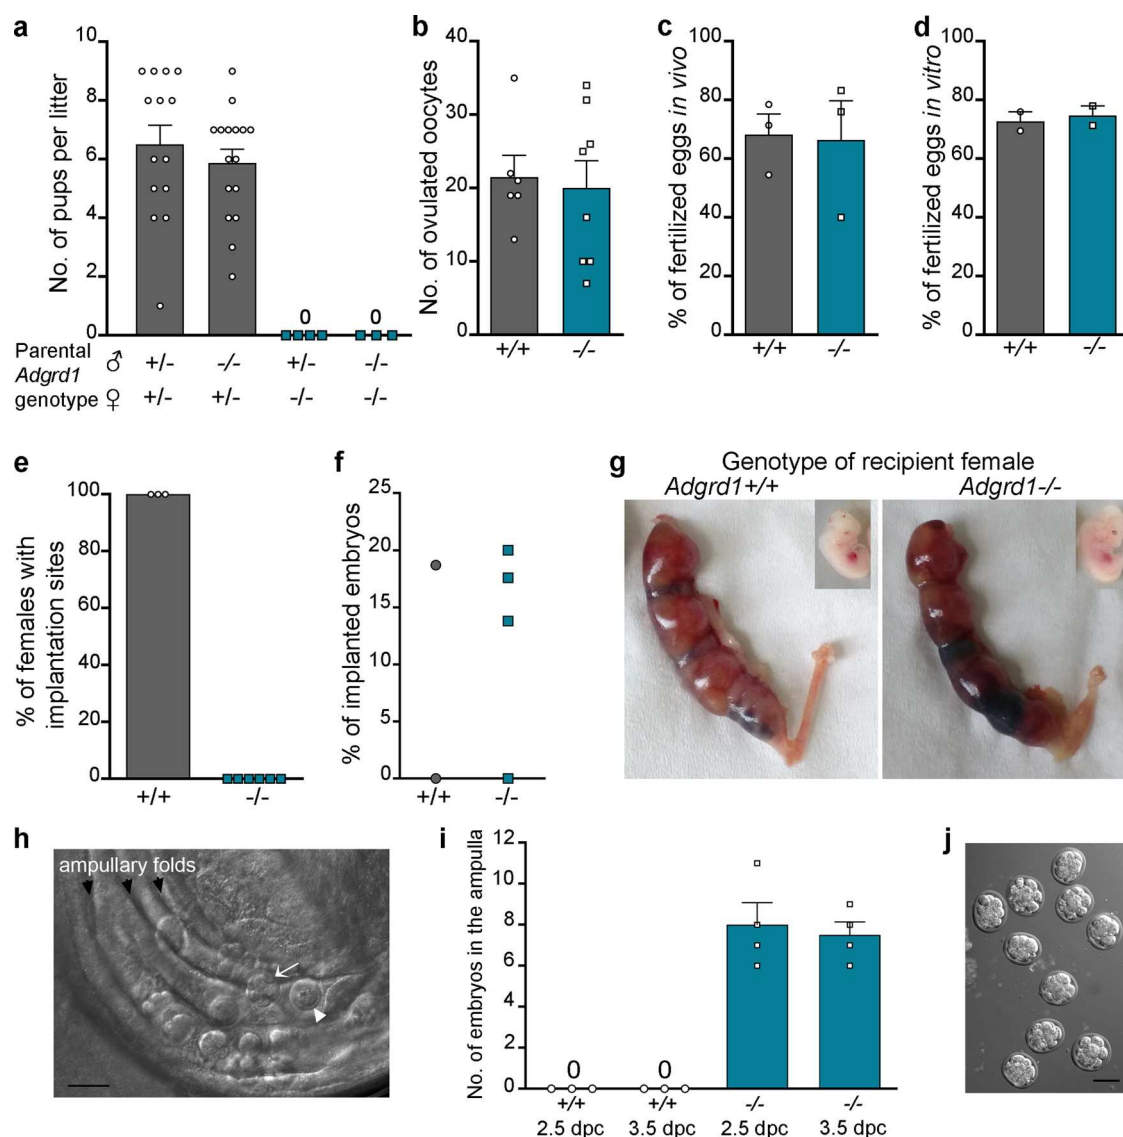 a
No. of pups per litter
10
8
6
4
2
0
0 0
Parental ♂ +/- -/- +/- -/-
Adgrd1
genotype ♀ +/- +/- -/- -/-
b
No. of ovulated oocytes
40
30
20
10
0
+/+ -/-
c
% of fertilized eggs in vivo
100
80
60
40
20
0
+/+ -/-
d
% of fertilized eggs in vitro
100
80
60
40
20
0
+/+ -/-
e
% of females with
implantation sites
100
80
60
40
20
0
+/+ -/-
f
% of implanted embryos
25
20
15
10
5
0
+/+ -/-
g
Genotype of recipient female
Adgrd1+/+ Adgrd1-/-
h
ampullary folds
i
No. of embryos in the ampulla
12
10
8
6
4
2
0
0 0
+/+ +/+ -/- -/-
2.5 dpc 3.5 dpc 2.5 dpc 3.5 dpc
j